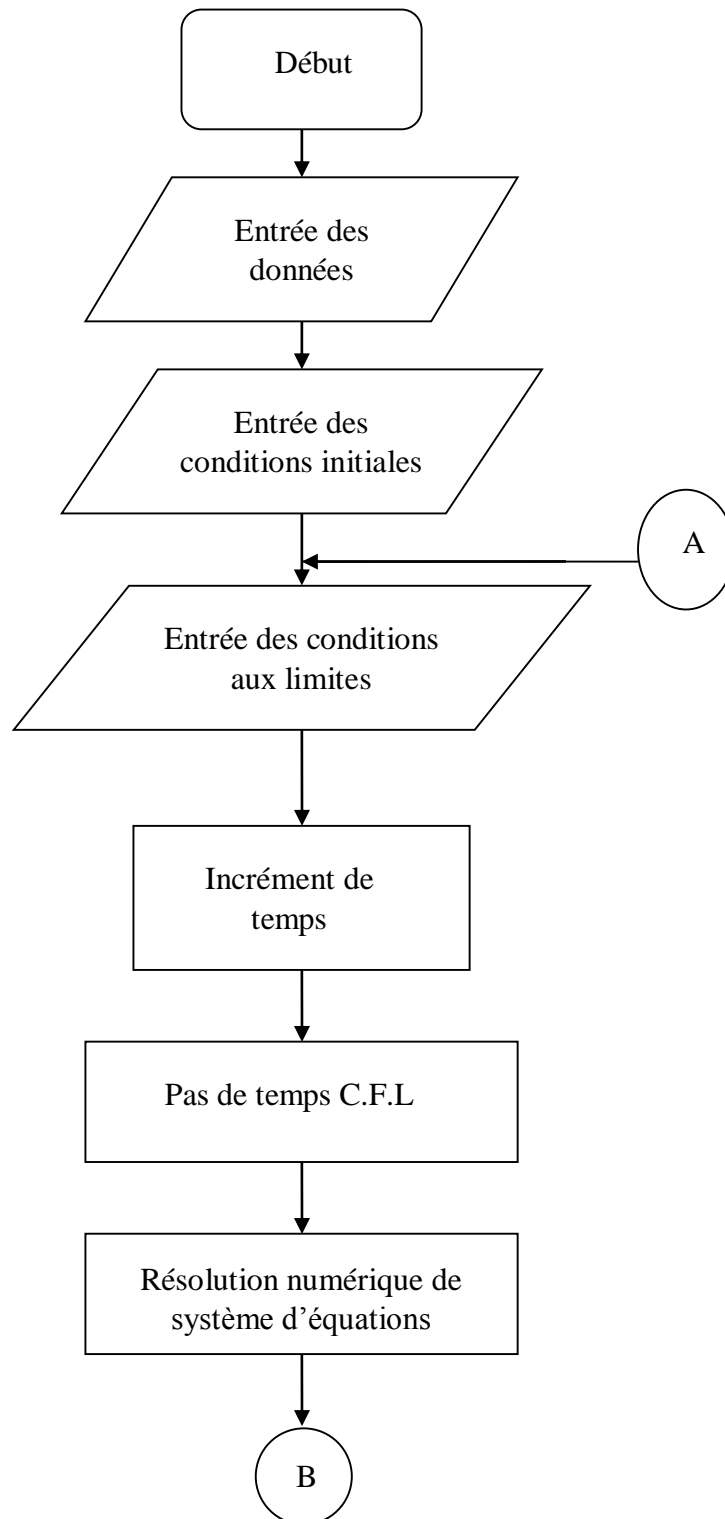 Début
Entrée des
données
Entrée des
conditions initiales
A
Entrée des conditions
aux limites
Incrément de
temps
Pas de temps C.F.L
Résolution numérique de
système d’équations
B